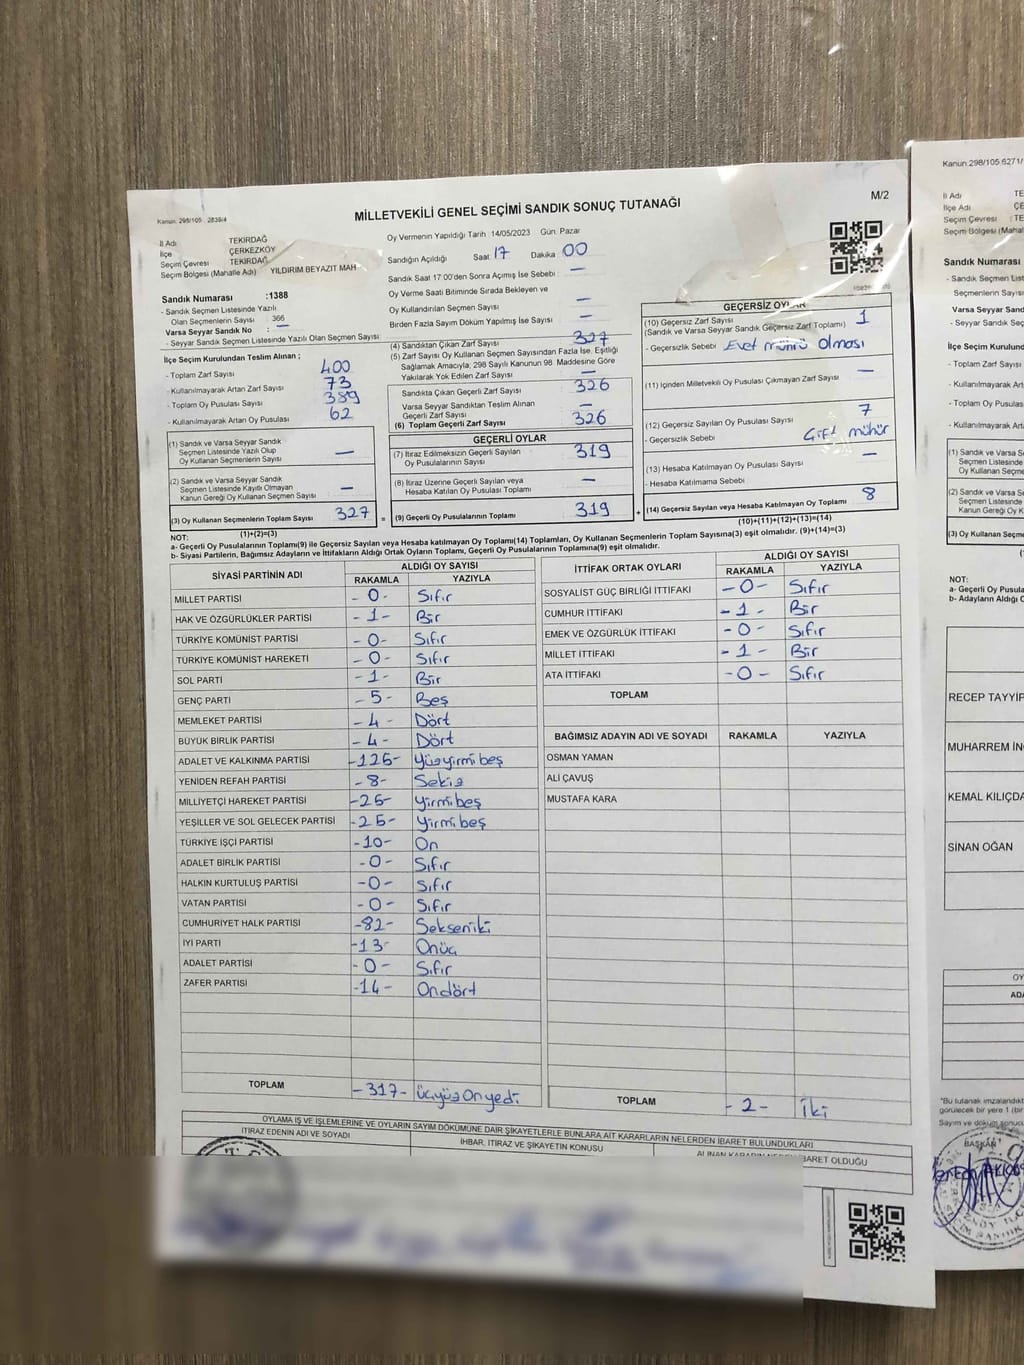 Kanun: 298/105 2839/4
MİLLETVEKİLİ GENEL SEÇİMİ SANDIK SONUÇ TUTANAĞI
M/2
İl Adı TEKİRDAĞ
İlçe ÇERKEZKÖY
Seçim Çevresi TEKİRDAĞ
Seçim Bölgesi (Mahalle Adı) YILDIRIM BEYAZIT MAH
Sandık Numarası :1388
- Sandık Seçmen Listesinde Yazılı
Olan Seçmenlerin Sayısı 366
Varsa Seyyar Sandık No : —
- Seyyar Sandık Seçmen Listesinde Yazılı Olan Seçmen Sayısı
İlçe Seçim Kurulundan Teslim Alınan ;
- Toplam Zarf Sayısı 400
- Kullanılmayarak Artan Zarf Sayısı 73
- Toplam Oy Pusulası Sayısı 389
- Kullanılmayarak Artan Oy Pusulası 62
(1) Sandık ve Varsa Seyyar Sandık
Seçmen Listesinde Yazılı Olup
Oy Kullanan Seçmenlerin Sayısı —
(2) Sandık ve Varsa Seyyar Sandık
Seçmen Listesinde Kayıtlı Olmayan
Kanun Gereği Oy Kullanan Seçmen Sayısı —
(3) Oy Kullanan Seçmenlerin Toplam Sayısı 327 =
(1)+(2)=(3)
Oy Vermenin Yapıldığı Tarih : 14/05/2023 Gün. Pazar
Sandığın Açıldığı Saat 17 Dakika 00
Sandık Saat 17:00'den Sonra Açımış İse Sebebi : —
Oy Verme Saati Bitiminde Sırada Bekleyen ve
Oy Kullandırılan Seçmen Sayısı —
Birden Fazla Sayım Döküm Yapılmış İse Sayısı —
(4) Sandıktan Çıkan Zarf Sayısı 327
(5) Zarf Sayısı Oy Kullanan Seçmen Sayısından Fazla İse. Eşitliği
Sağlamak Amacıyla; 298 Sayılı Kanunun 98 Maddesine Göre
Yakılarak Yok Edilen Zarf Sayısı —
Sandıkta Çıkan Geçerli Zarf Sayısı 326
Varsa Seyyar Sandıktan Teslim Alınan
Geçerli Zarf Sayısı —
(6) Toplam Geçerli Zarf Sayısı 326
GEÇERLİ OYLAR
(7) İtiraz Edilmeksizin Geçerli Sayılan
Oy Pusulalarının Sayısı 319
(8) İtiraz Üzerine Geçerli Sayılan veya
Hesaba Katılan Oy Pusulası Toplamı —
(9) Geçerli Oy Pusulalarının Toplamı 319 +
GEÇERSİZ OYLAR
(10) Geçersiz Zarf Sayısı 1
(Sandık ve Varsa Seyyar Sandık Geçersiz Zarf Toplamı)
- Geçersizlik Sebebi Evet mührü olması
(11) İçinden Milletvekili Oy Pusulası Çıkmayan Zarf Sayısı —
(12) Geçersiz Sayılan Oy Pusulası Sayısı 7
- Geçersizlik Sebebi Çift mühür
(13) Hesaba Katılmayan Oy Pusulası Sayısı —
- Hesaba Katılmama Sebebi
(14) Geçersiz Sayılan veya Hesaba Katılmayan Oy Toplamı 8
(10)+(11)+(12)+(13)=(14)
NOT:
a- Geçerli Oy Pusulalarının Toplamı(9) ile Geçersiz Sayılan veya Hesaba katılmayan Oy Toplamı(14) Toplamları, Oy Kullanan Seçmenlerin Toplam Sayısına(3) eşit olmalıdır. (9)+(14)=(3)
b- Siyasi Partilerin, Bağımsız Adayların ve İttifakların Aldığı Ortak Oyların Toplamı, Geçerli Oy Pusulalarının Toplamına(9) eşit olmalıdır.
SİYASİ PARTİNİN ADI ALDIĞI OY SAYISI
RAKAMLA YAZIYLA
MİLLET PARTİSİ -0- Sıfır
HAK VE ÖZGÜRLÜKLER PARTİSİ -1- Bir
TÜRKİYE KOMÜNİST PARTİSİ -0- Sıfır
TÜRKİYE KOMÜNİST HAREKETİ -0- Sıfır
SOL PARTİ -1- Bir
GENÇ PARTİ -5- Beş
MEMLEKET PARTİSİ -4- Dört
BÜYÜK BİRLİK PARTİSİ -4- Dört
ADALET VE KALKINMA PARTİSİ -125- Yüzyirmi beş
YENİDEN REFAH PARTİSİ -8- Sekiz
MİLLİYETÇİ HAREKET PARTİSİ -25- Yirmi beş
YEŞİLLER VE SOL GELECEK PARTİSİ -25- Yirmi beş
TÜRKİYE İŞÇİ PARTİSİ -10- On
ADALET BİRLİK PARTİSİ -0- Sıfır
HALKIN KURTULUŞ PARTİSİ -0- Sıfır
VATAN PARTİSİ -0- Sıfır
CUMHURİYET HALK PARTİSİ -82- Seksen iki
İYİ PARTİ -13- Onüç
ADALET PARTİSİ -0- Sıfır
ZAFER PARTİSİ -14- Ondört
TOPLAM -317- Üçyüz On yedi
İTTİFAK ORTAK OYLARI ALDIĞI OY SAYISI
RAKAMLA YAZIYLA
SOSYALİST GÜÇ BİRLİĞİ İTTİFAKI -0- Sıfır
CUMHUR İTTİFAKI -1- Bir
EMEK VE ÖZGÜRLÜK İTTİFAKI -0- Sıfır
MİLLET İTTİFAKI -1- Bir
ATA İTTİFAKI -0- Sıfır
TOPLAM
BAĞIMSIZ ADAYIN ADI VE SOYADI RAKAMLA YAZIYLA
OSMAN YAMAN
ALİ ÇAVUŞ
MUSTAFA KARA
TOPLAM -2- İki
OYLAMA İŞ VE İŞLEMLERİNE VE OYLARIN SAYIM DÖKÜMÜNE DAİR ŞİKAYETLERLE BUNLARA AİT KARARLARIN NELERDEN İBARET BULUNDUKLARI
İTİRAZ EDENİN ADI VE SOYADI
İHBAR, İTİRAZ VE ŞİKAYETİN KONUSU
ALINAN KARARIN NEDEN İBARET OLDUĞU
Kanun 298/105 6271/
İl Adı TE
İlçe Adı ÇE
Seçim Çevresi : TE
Seçim Bölgesi (Mahal
Sandık Numarası
- Sandık Seçmen Listesi
Seçmenlerin Sayısı
Varsa Seyyar Sandık
- Seyyar Sandık Seçm
İlçe Seçim Kurulundan
- Toplam Zarf Sayısı
- Kullanılmayarak Artan
- Toplam Oy Pusulası
- Kullanılmayarak Artan
(1) Sandık ve Varsa S
Seçmen Listesinde
Oy Kullanan Seçm
(2) Sandık ve Varsa S
Seçmen Listesinde
Kanun Gereği Oy K
(3) Oy Kullanan Seçme
NOT:
a- Geçerli Oy Pusula
b- Adayların Aldığı O
RECEP TAYYİP
MUHARREM İN
KEMAL KILIÇDA
SİNAN OĞAN
OY
ADA
"Bu tutanak imzalandıkt
görülecek bir yere 1 (bir
Sayım ve döküm sonuc
BAŞKAN